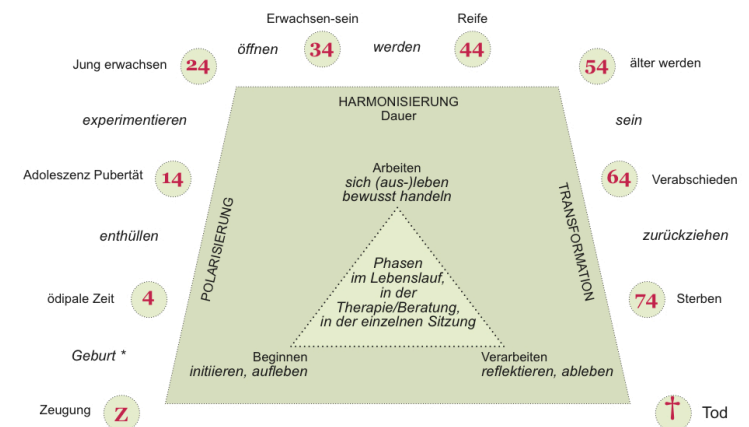 Erwachsen-sein
Reife
Jung erwachsen
24
öffnen
34
werden
44
54
älter werden
HARMONISIERUNG
Dauer
experimentieren
sein
Adoleszenz Pubertät
14
Arbeiten
sich (aus-)leben
bewusst handeln
64
Verabschieden
POLARISIERUNG
TRANSFORMATION
enthüllen
zurückziehen
Phasen
im Lebenslauf,
in der
Therapie/Beratung,
in der einzelnen Sitzung
ödipale Zeit
4
74
Sterben
Geburt *
Beginnen
initiieren, aufleben
Verarbeiten
reflektieren, ableben
Zeugung
Z
†
Tod